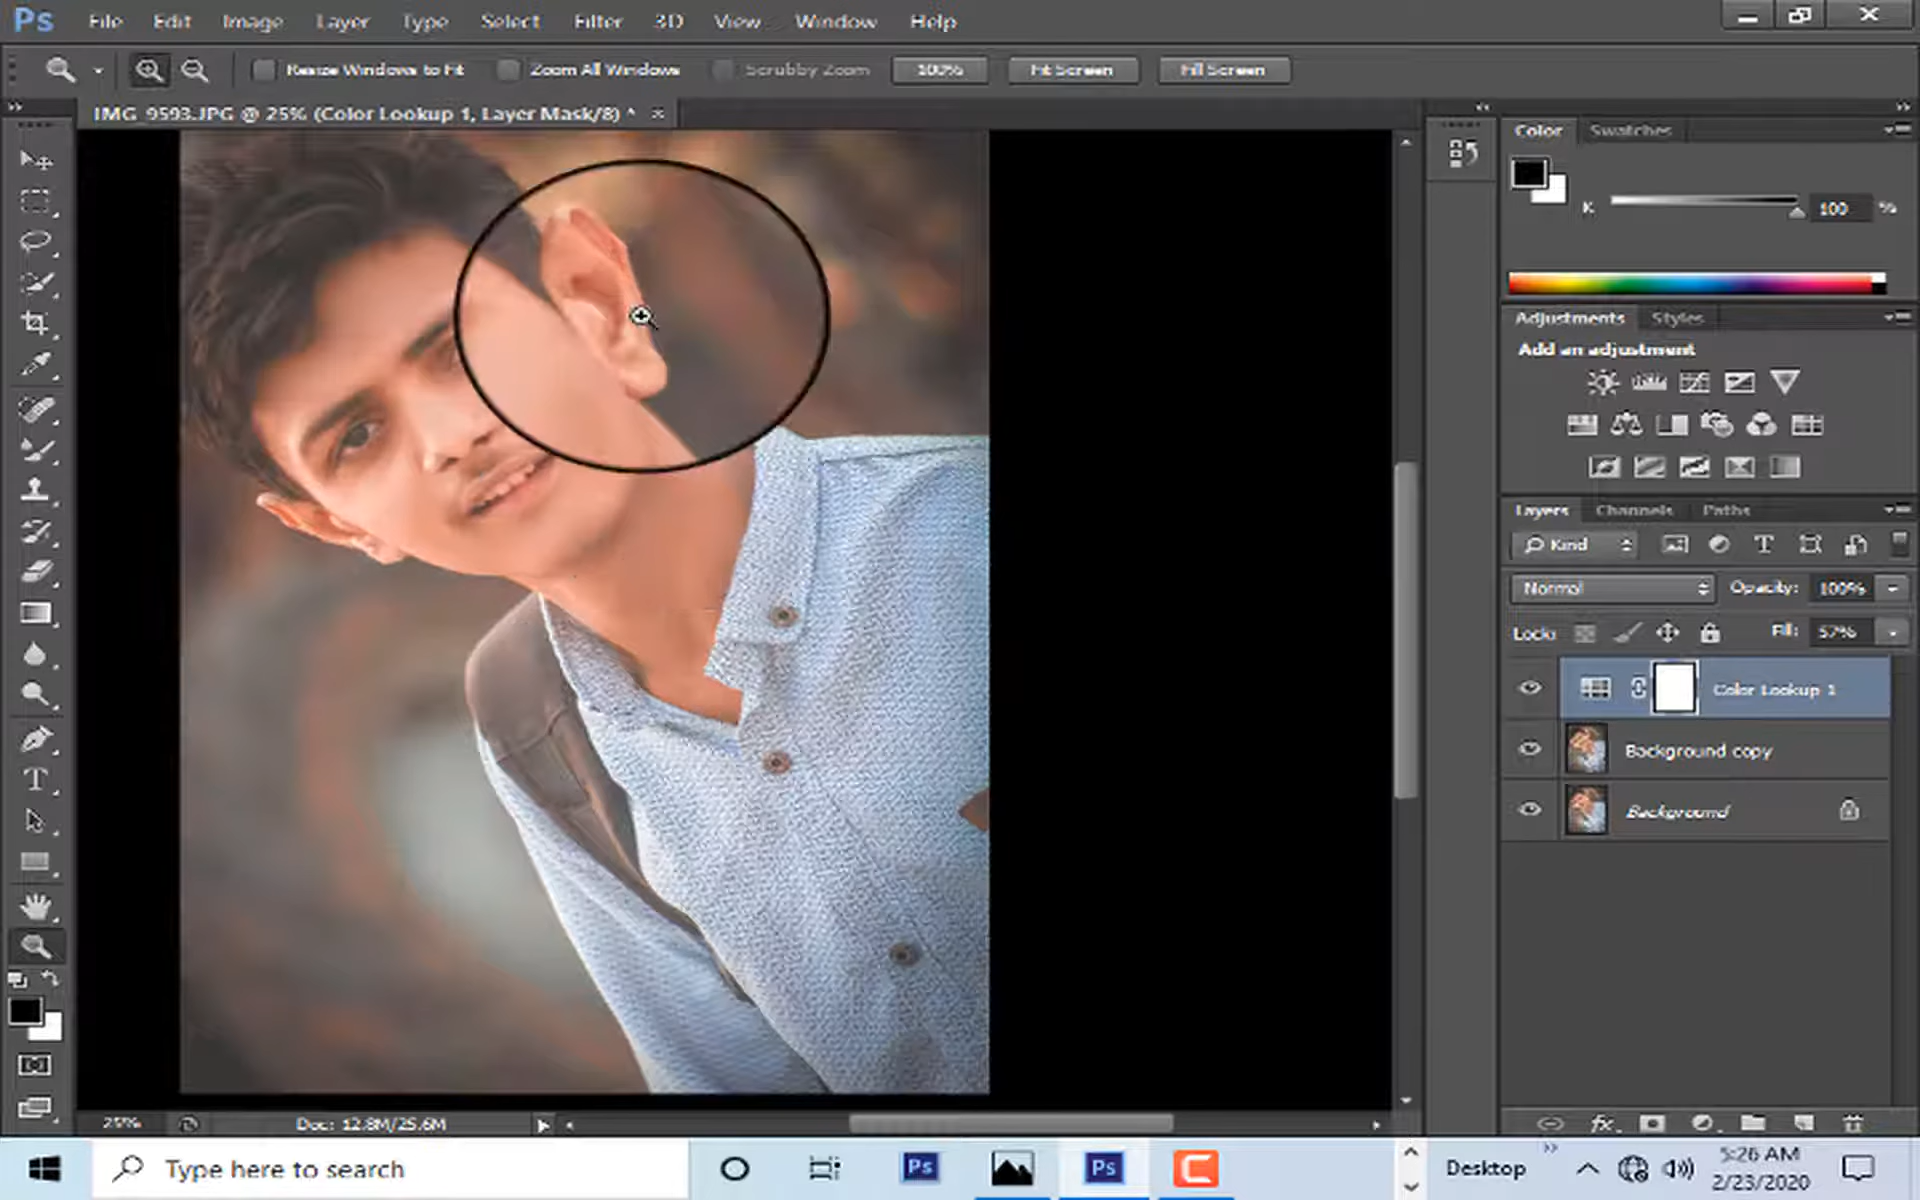 Ps File Edit Image Layer Type Select Filter 3D View Window Help
Resize Windows to Fit Zoom All Windows Scrubby Zoom 100% Fit Screen Fill Screen
IMG_9593.JPG @ 25% (Color Lookup 1, Layer Mask/8) *
Color Swatches
K 100 %
Adjustments Styles
Add an adjustment
Layers Channels Paths
Kind
Normal Opacity: 100%
Lock: Fill: 57%
Color Lookup 1
Background copy
Background
25% Doc: 12.8M/25.6M
Type here to search
Ps
Ps
Desktop
5:26 AM
2/23/2020